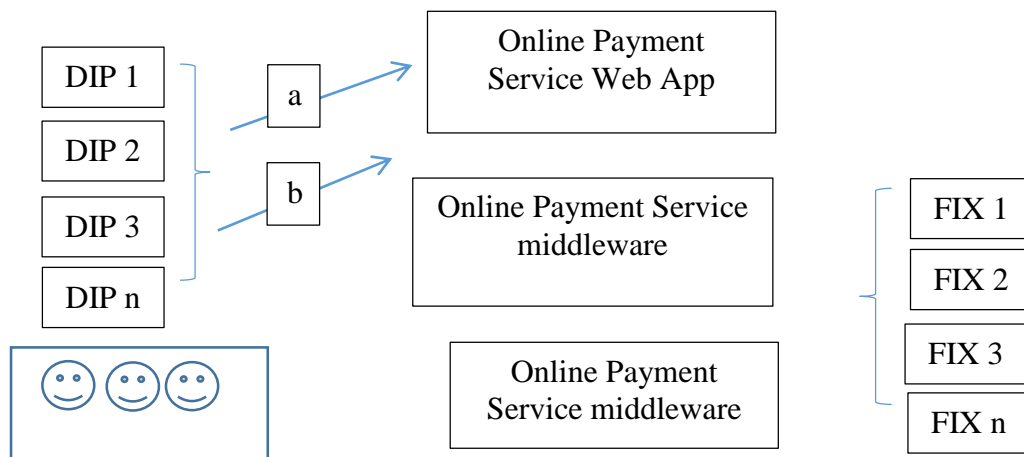 DIP 1
DIP 2
DIP 3
DIP n
a
b
Online Payment
Service Web App
Online Payment Service
middleware
Online Payment
Service middleware
FIX 1
FIX 2
FIX 3
FIX n